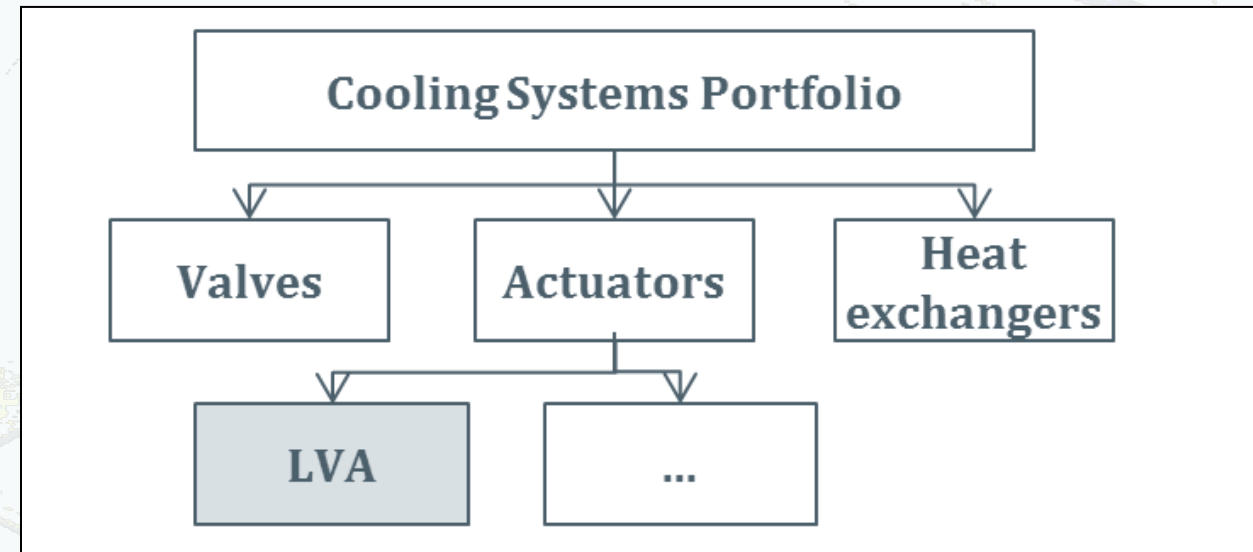 Cooling Systems Portfolio
Valves
Actuators
Heat
exchangers
LVA
...